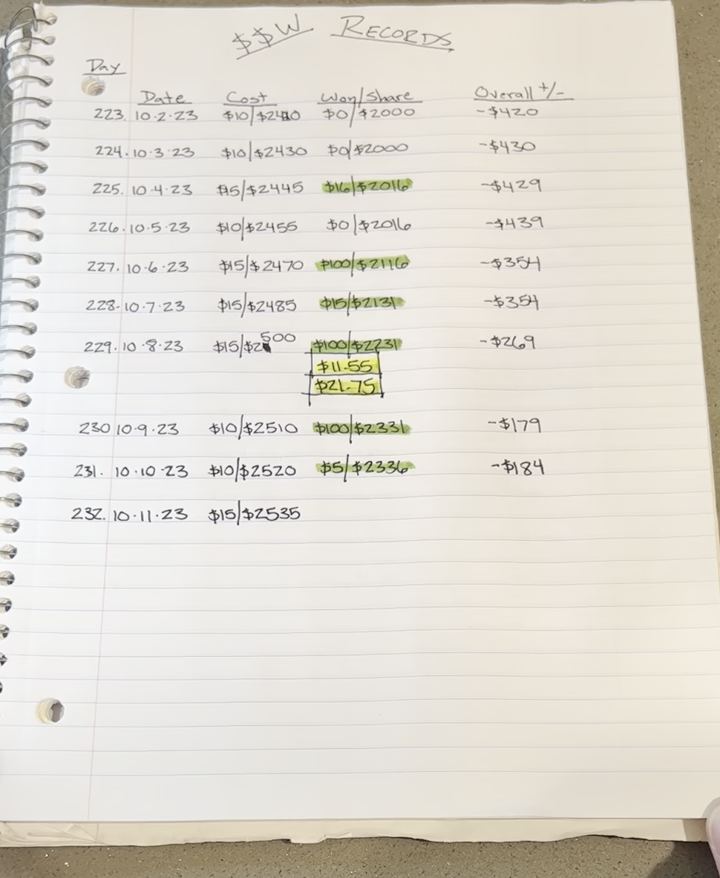 $$W RECORDS
Day
Date Cost Won/Share Overall +/-
223. 10.2.23 $10/$2420 $0/$2000 -$420
224. 10.3.23 $10/$2430 $0/$2000 -$430
225. 10.4.23 $15/$2445 $16/$2016 -$429
226. 10.5.23 $10/$2455 $0/$2016 -$439
227. 10.6.23 $15/$2470 $100/$2116 -$354
228. 10.7.23 $15/$2485 $15/$2131 -$354
229. 10.8.23 $15/$2500 $100/$2231 -$269
$11.55
$21.75
230 10.9.23 $10/$2510 $100/$2331 -$179
231. 10.10.23 $10/$2520 $5/$2336 -$184
232. 10.11.23 $15/$2535